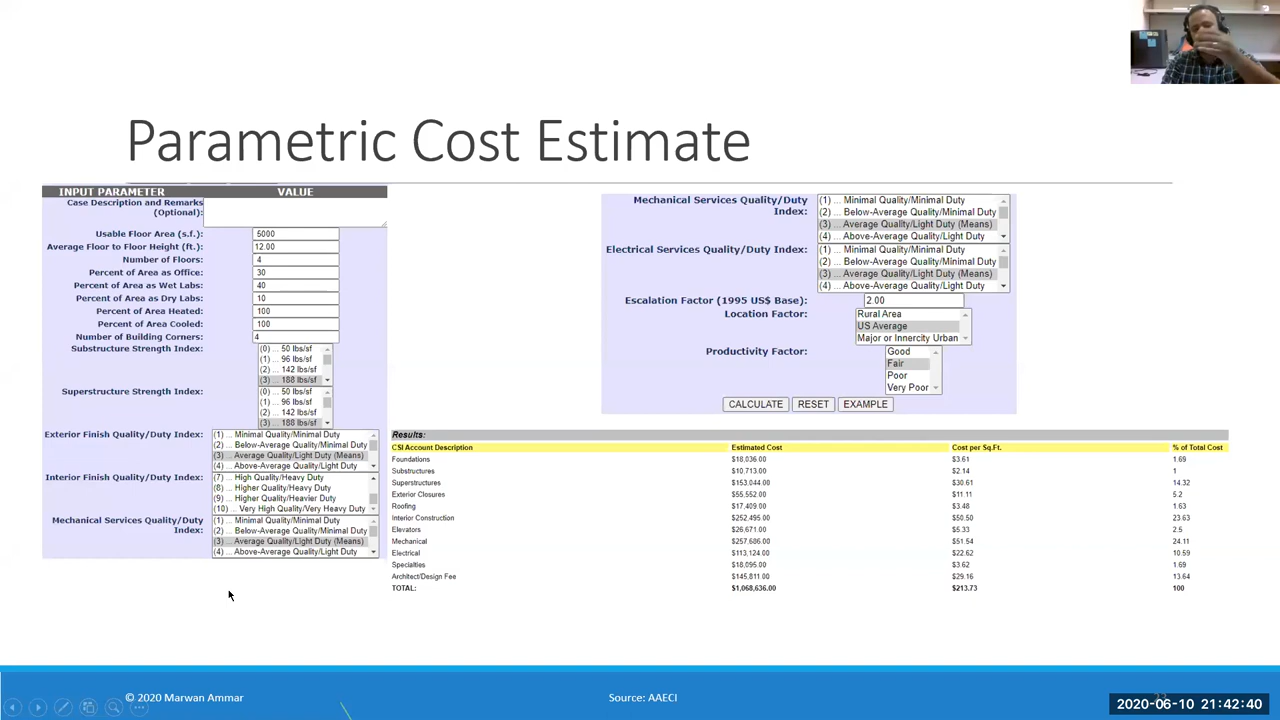 Parametric Cost Estimate
INPUT PARAMETER VALUE
Case Description and Remarks
(Optional):
Usable Floor Area (s.f.): 5000
Average Floor to Floor Height (ft.): 12.00
Number of Floors: 4
Percent of Area as Office: 30
Percent of Area as Wet Labs: 40
Percent of Area as Dry Labs: 10
Percent of Area Heated: 100
Percent of Area Cooled: 100
Number of Building Corners: 4
Substructure Strength Index: (0) ... 50 lbs/sf
(1) ... 96 lbs/sf
(2) ... 142 lbs/sf
(3) ... 188 lbs/sf
Superstructure Strength Index: (0) ... 50 lbs/sf
(1) ... 96 lbs/sf
(2) ... 142 lbs/sf
(3) ... 188 lbs/sf
Exterior Finish Quality/Duty Index: (1) ... Minimal Quality/Minimal Duty
(2) ... Below-Average Quality/Minimal Duty
(3) ... Average Quality/Light Duty (Means)
(4) ... Above-Average Quality/Light Duty
Interior Finish Quality/Duty Index: (7) ... High Quality/Heavy Duty
(8) ... Higher Quality/Heavy Duty
(9) ... Higher Quality/Heavier Duty
(10) ... Very High Quality/Very Heavy Duty
Mechanical Services Quality/Duty (1) ... Minimal Quality/Minimal Duty
Index: (2) ... Below-Average Quality/Minimal Duty
(3) ... Average Quality/Light Duty (Means)
(4) ... Above-Average Quality/Light Duty
Mechanical Services Quality/Duty (1) ... Minimal Quality/Minimal Duty
Index: (2) ... Below-Average Quality/Minimal Duty
(3) ... Average Quality/Light Duty (Means)
(4) ... Above-Average Quality/Light Duty
Electrical Services Quality/Duty Index: (1) ... Minimal Quality/Minimal Duty
(2) ... Below-Average Quality/Minimal Duty
(3) ... Average Quality/Light Duty (Means)
(4) ... Above-Average Quality/Light Duty
Escalation Factor (1995 US$ Base): 2.00
Location Factor: Rural Area
US Average
Major or Innercity Urban
Productivity Factor: Good
Fair
Poor
Very Poor
CALCULATE RESET EXAMPLE
Results:
CSI Account Description Estimated Cost Cost per Sq.Ft. % of Total Cost
Foundations $18,036.00 $3.61 1.69
Substructures $10,713.00 $2.14 1
Superstructures $153,044.00 $30.61 14.32
Exterior Closures $55,552.00 $11.11 5.2
Roofing $17,409.00 $3.48 1.63
Interior Construction $252,495.00 $50.50 23.63
Elevators $26,671.00 $5.33 2.5
Mechanical $257,686.00 $51.54 24.11
Electrical $113,124.00 $22.62 10.59
Specialties $18,095.00 $3.62 1.69
Architect/Design Fee $145,811.00 $29.16 13.64
TOTAL: $1,068,636.00 $213.73 100
© 2020 Marwan Ammar Source: AAECI
2020-06-10 21:42:40